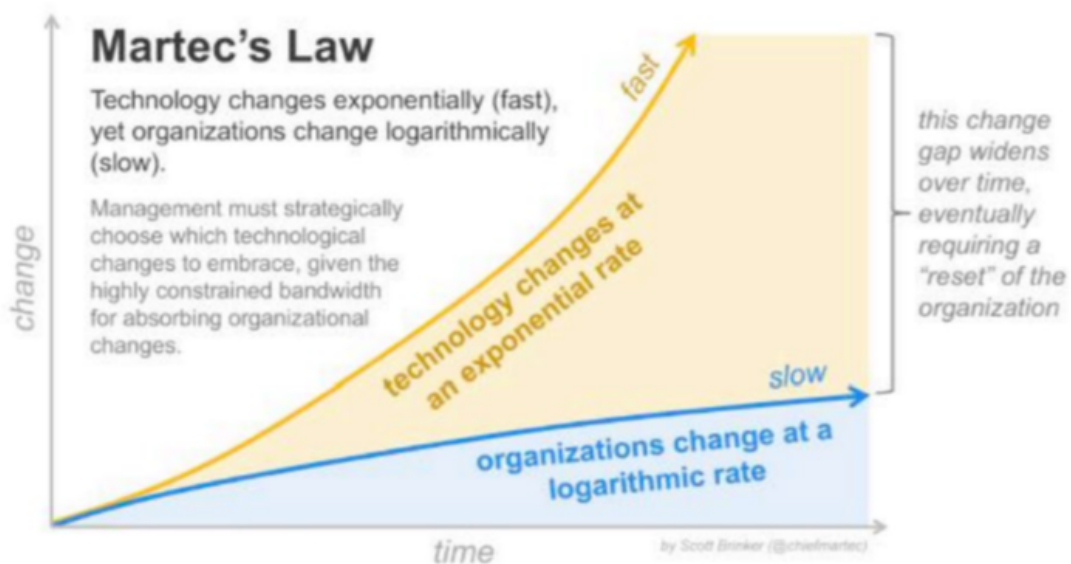 Martec's Law
Technology changes exponentially (fast),
yet organizations change logarithmically
(slow).
Management must strategically
choose which technological
changes to embrace, given the
highly constrained bandwidth
for absorbing organizational
changes.
change
fast
technology changes at
an exponential rate
this change
gap widens
over time,
eventually
requiring a
"reset" of the
organization
slow
organizations change at a
logarithmic rate
time
by Scott Brinker (@chiefmartec)